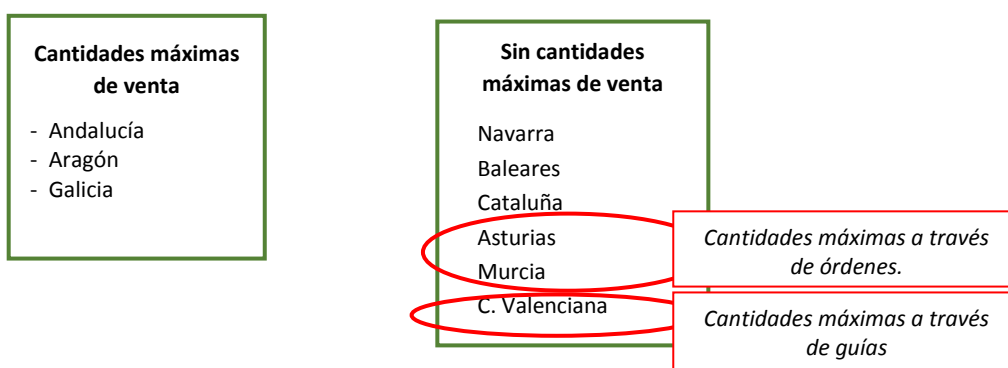 Cantidades máximas
de venta
- Andalucía
- Aragón
- Galicia
Sin cantidades
máximas de venta
Navarra
Baleares
Cataluña
Asturias
Murcia
C. Valenciana
Cantidades máximas a través
de órdenes.
Cantidades máximas a través
de guías